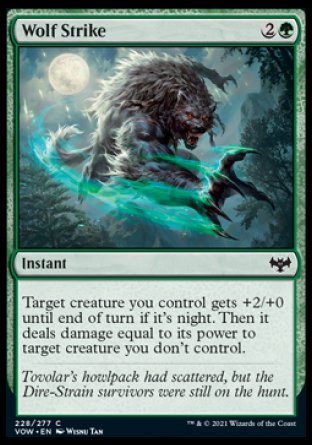 Wolf Strike 2
Instant
Target creature you control gets +2/+0
until end of turn if it's night. Then it
deals damage equal to its power to
target creature you don't control.
Tovolar's howlpack had scattered, but the
Dire-Strain survivors were still on the hunt.
228/277 C
VOW • EN WISNU TAN
™ & © 2021 Wizards of the Coast